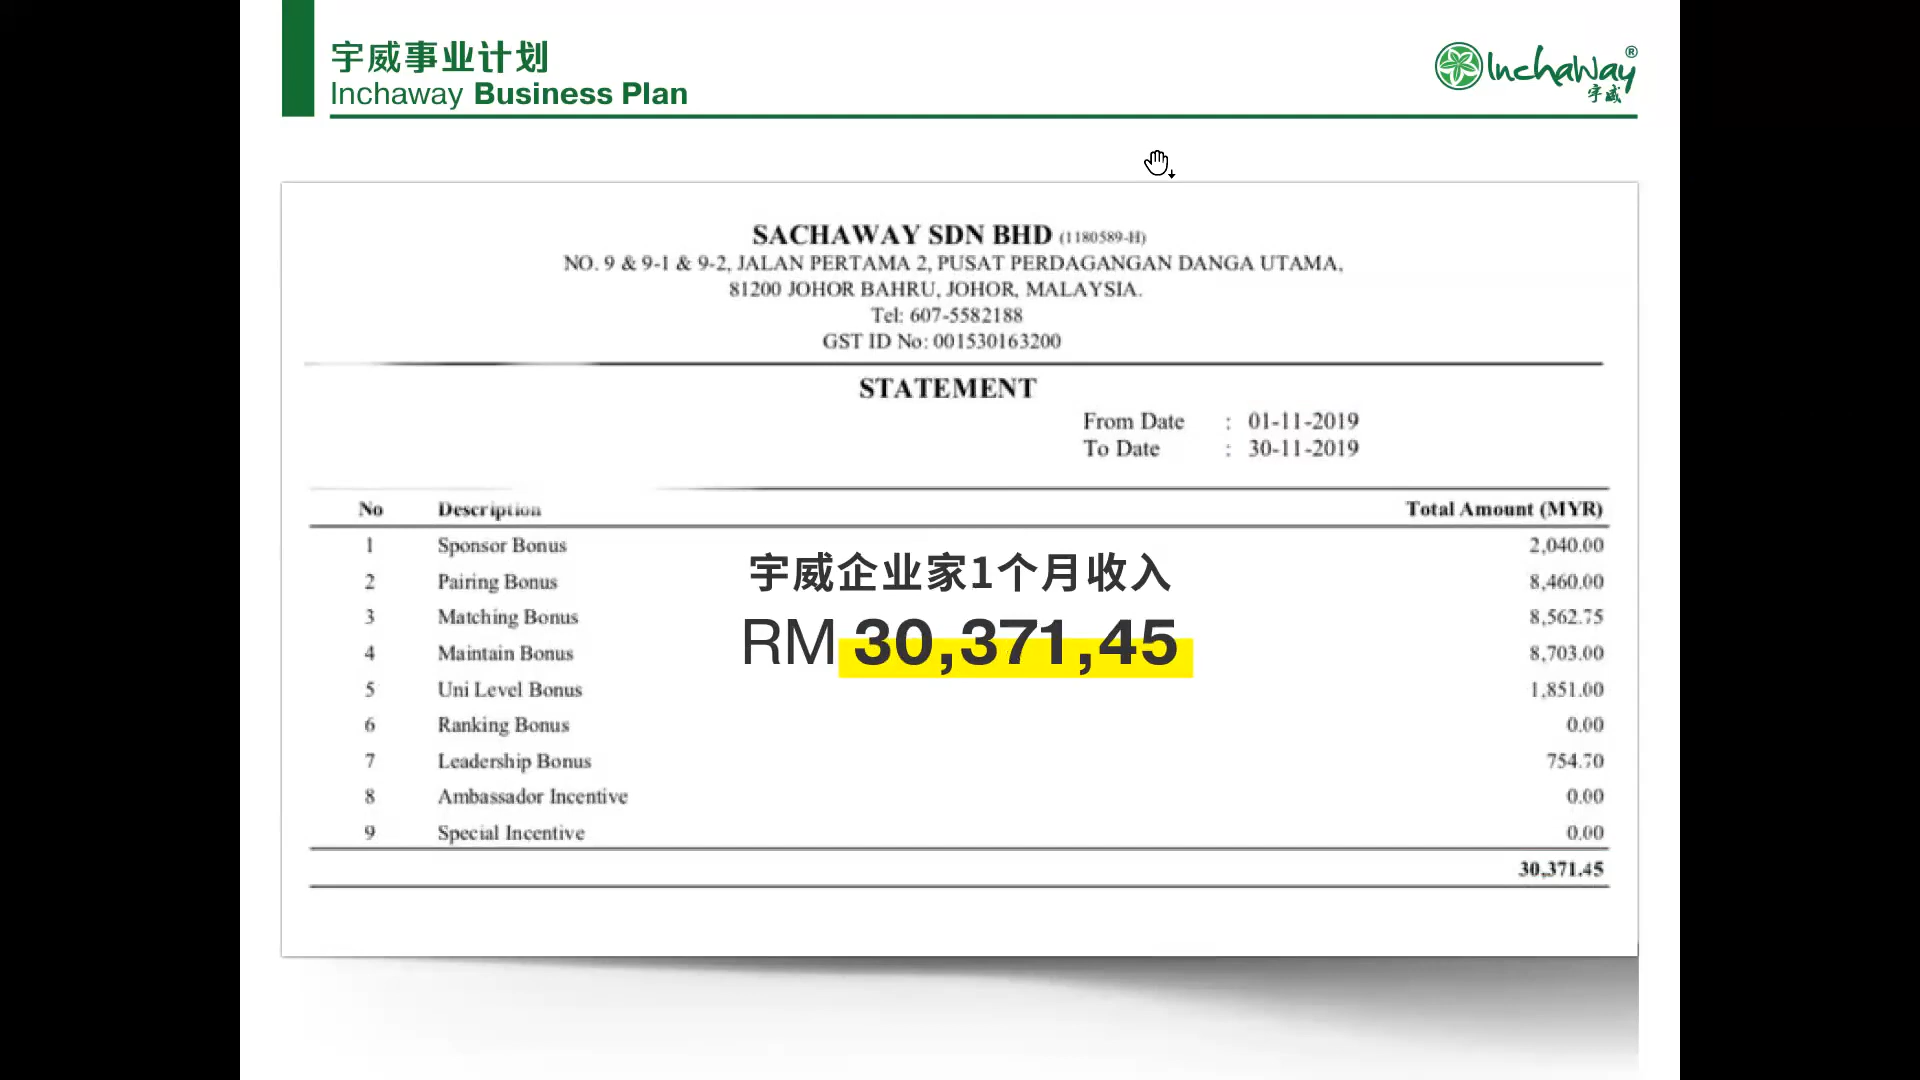 宇威事业计划
Inchaway Business Plan
Inchaway®
宇威
SACHAWAY SDN BHD (1180589-H)
NO. 9 & 9-1 & 9-2, JALAN PERTAMA 2, PUSAT PERDAGANGAN DANGA UTAMA,
81200 JOHOR BAHRU, JOHOR, MALAYSIA.
Tel: 607-5582188
GST ID No: 001530163200
STATEMENT
From Date : 01-11-2019
To Date : 30-11-2019
No Description Total Amount (MYR)
1 Sponsor Bonus 2,040.00
宇威企业家1个月收入
2 Pairing Bonus 8,460.00
3 Matching Bonus 8,562.75
RM 30,371,45
4 Maintain Bonus 8,703.00
5 Uni Level Bonus 1,851.00
6 Ranking Bonus 0.00
7 Leadership Bonus 754.70
8 Ambassador Incentive 0.00
9 Special Incentive 0.00
30,371.45